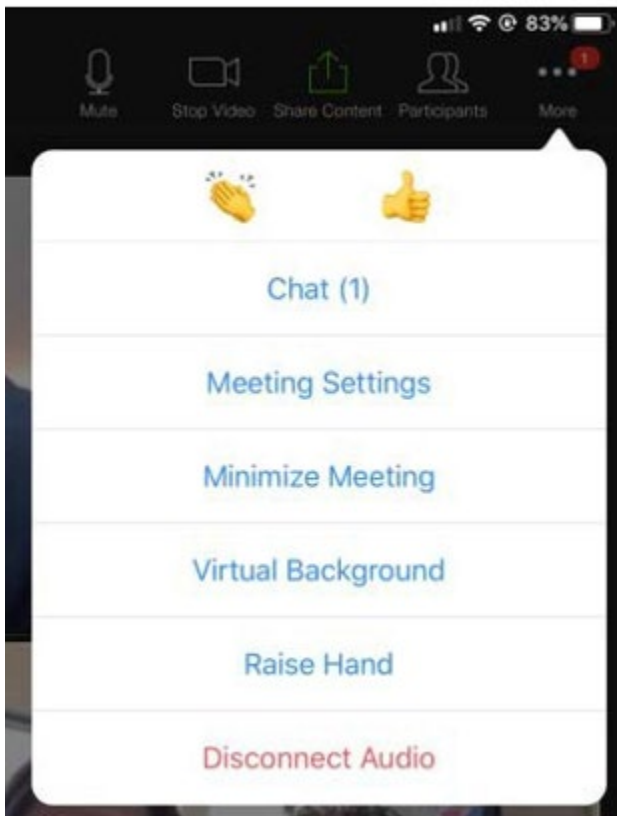 83%
Mute Stop Video Share Content Participants More
1
Chat (1)
Meeting Settings
Minimize Meeting
Virtual Background
Raise Hand
Disconnect Audio